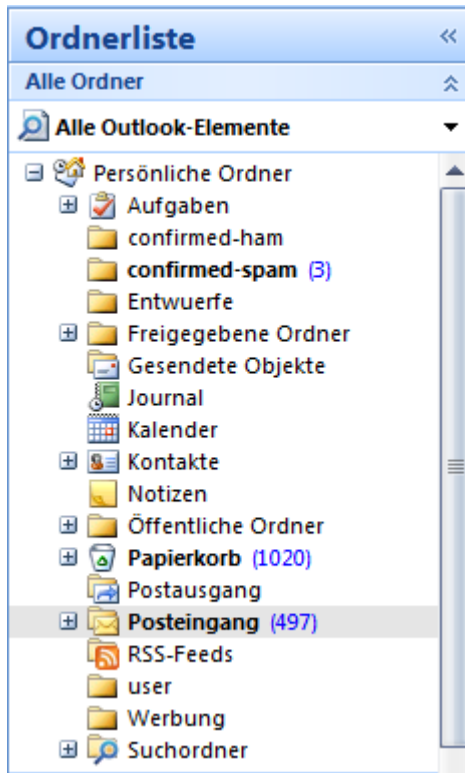 Ordnerliste
Alle Ordner
Alle Outlook-Elemente
Persönliche Ordner
Aufgaben
confirmed-ham
confirmed-spam (3)
Entwuerfe
Freigegebene Ordner
Gesendete Objekte
Journal
Kalender
Kontakte
Notizen
Öffentliche Ordner
Papierkorb (1020)
Postausgang
Posteingang (497)
RSS-Feeds
user
Werbung
Suchordner